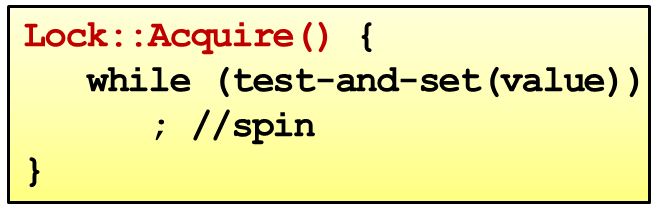 Lock::Acquire() {
while (test-and-set(value))
; //spin
}